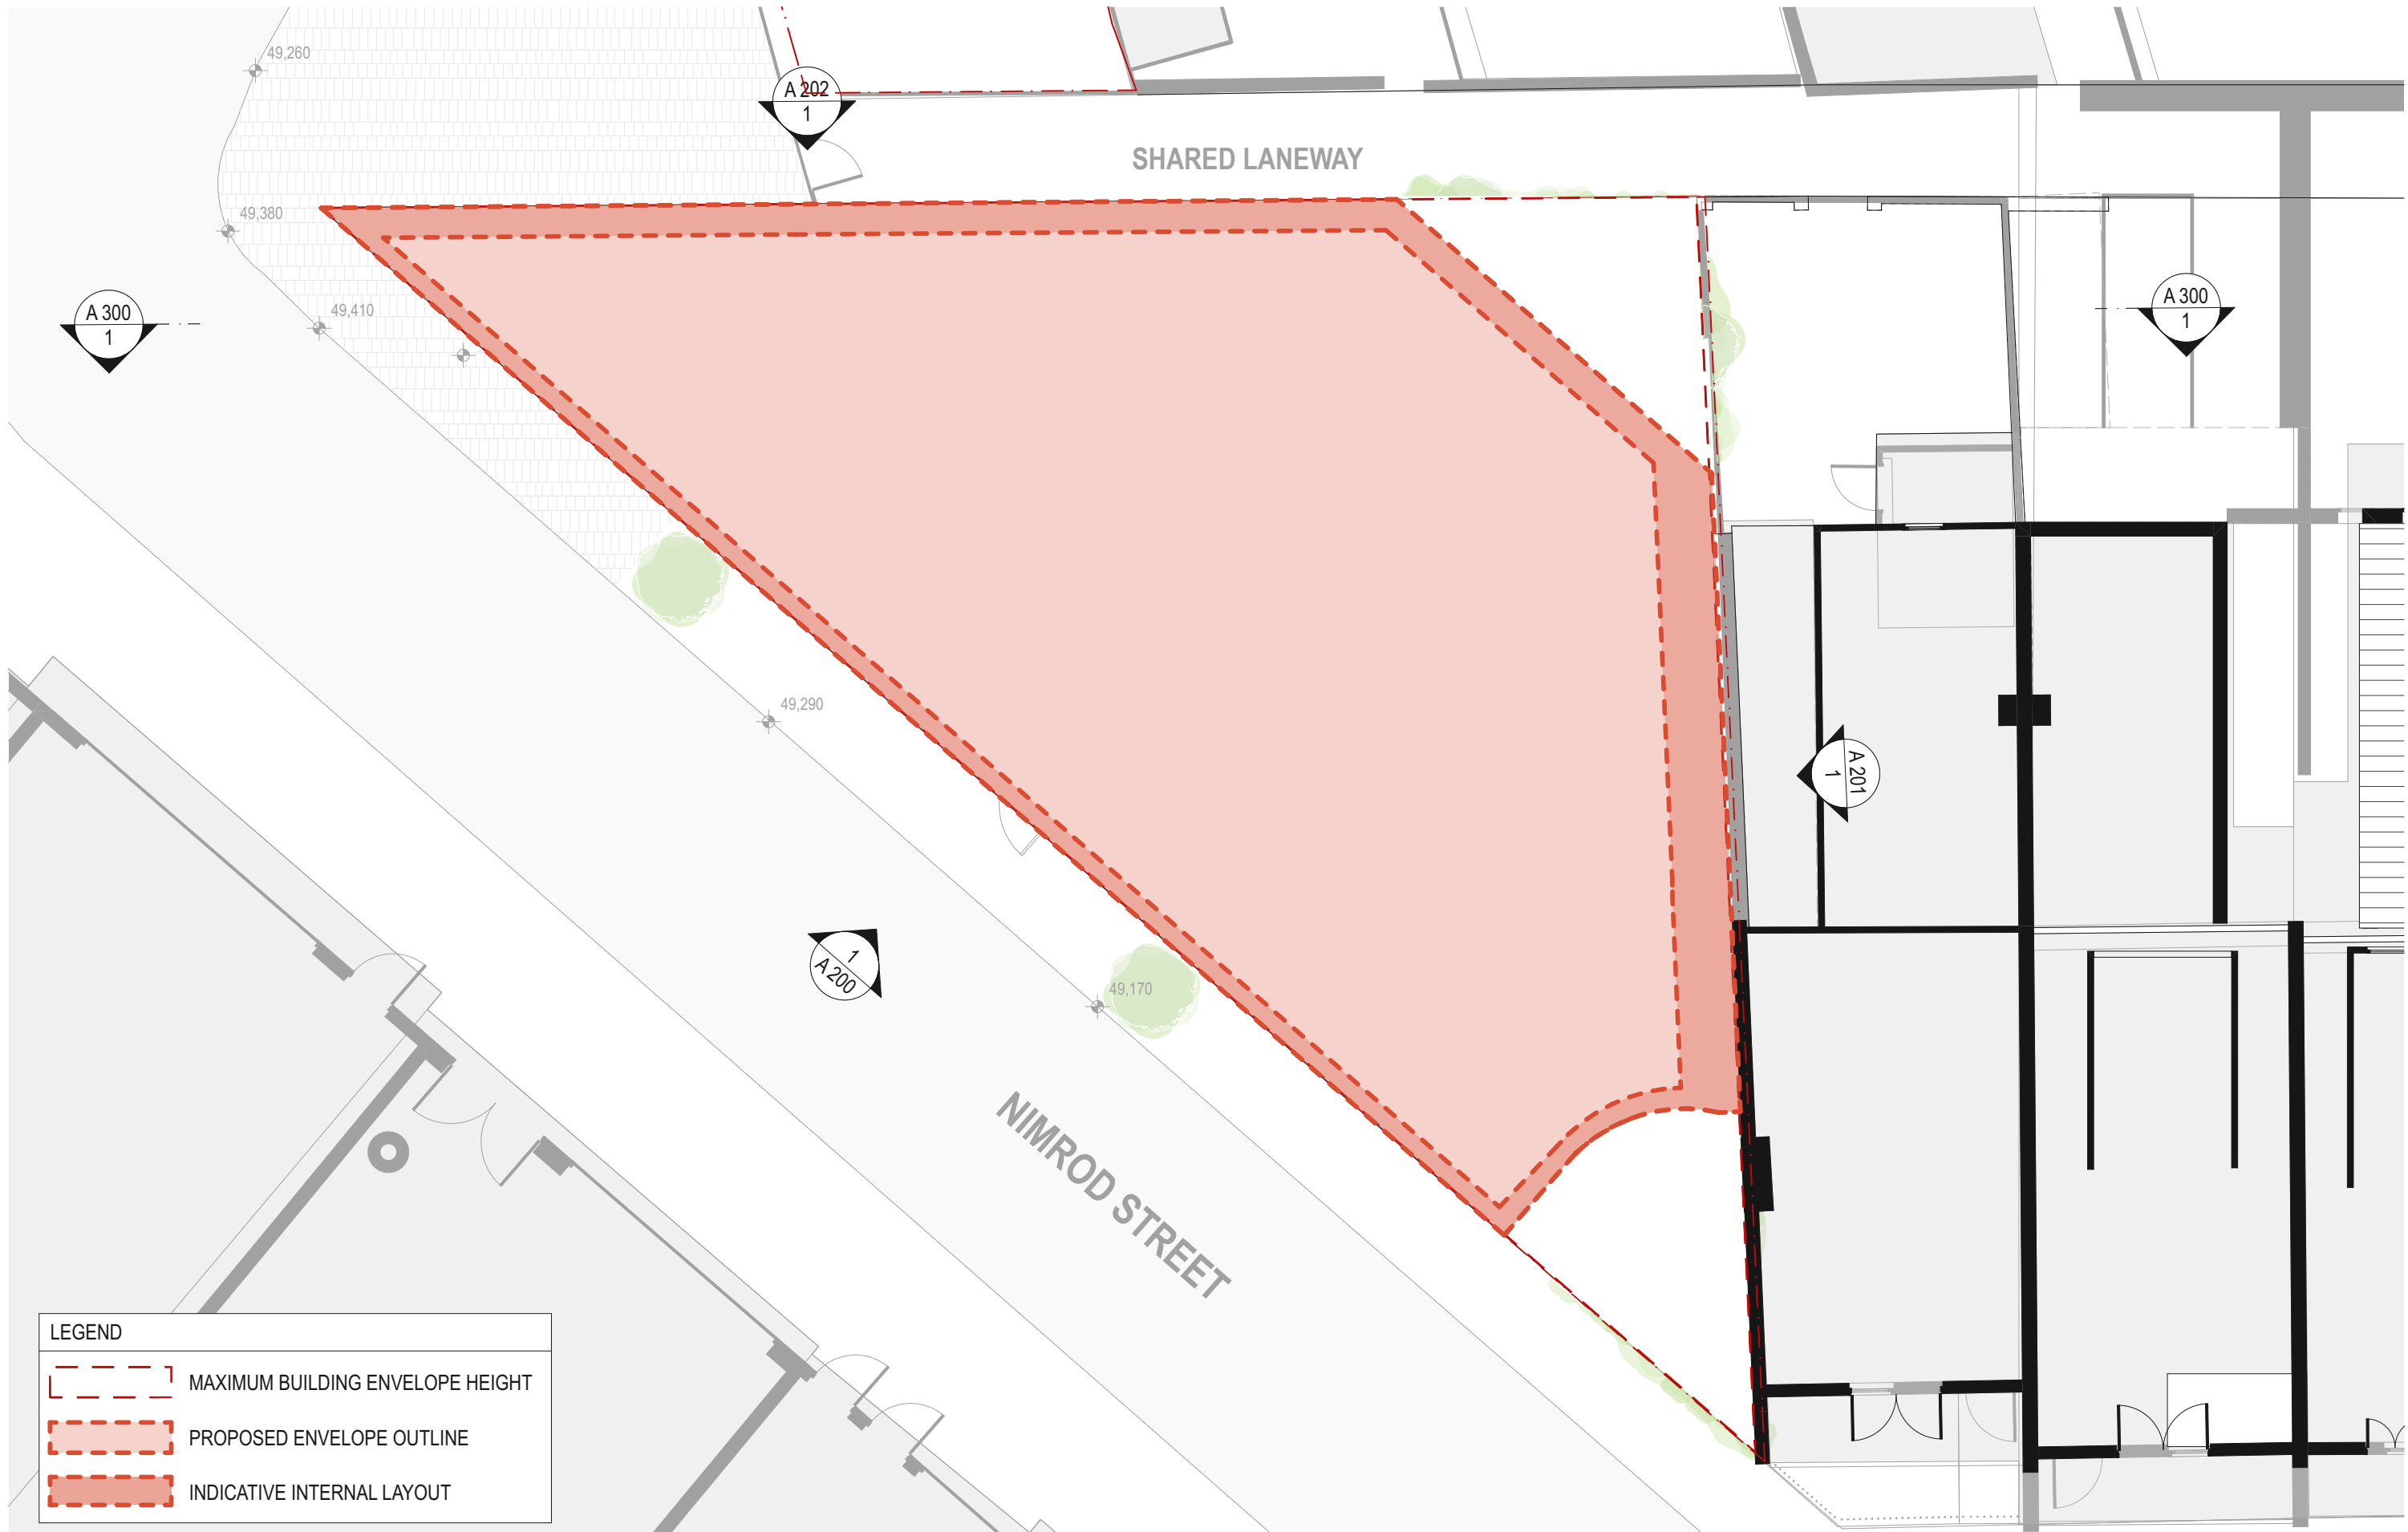 49,260
A 202
1
SHARED LANEWAY
49,380
A 300
1
49,410
A 300
1
49,290
A 201
1
1
A 200
49,170
NIMROD STREET
LEGEND
MAXIMUM BUILDING ENVELOPE HEIGHT
PROPOSED ENVELOPE OUTLINE
INDICATIVE INTERNAL LAYOUT